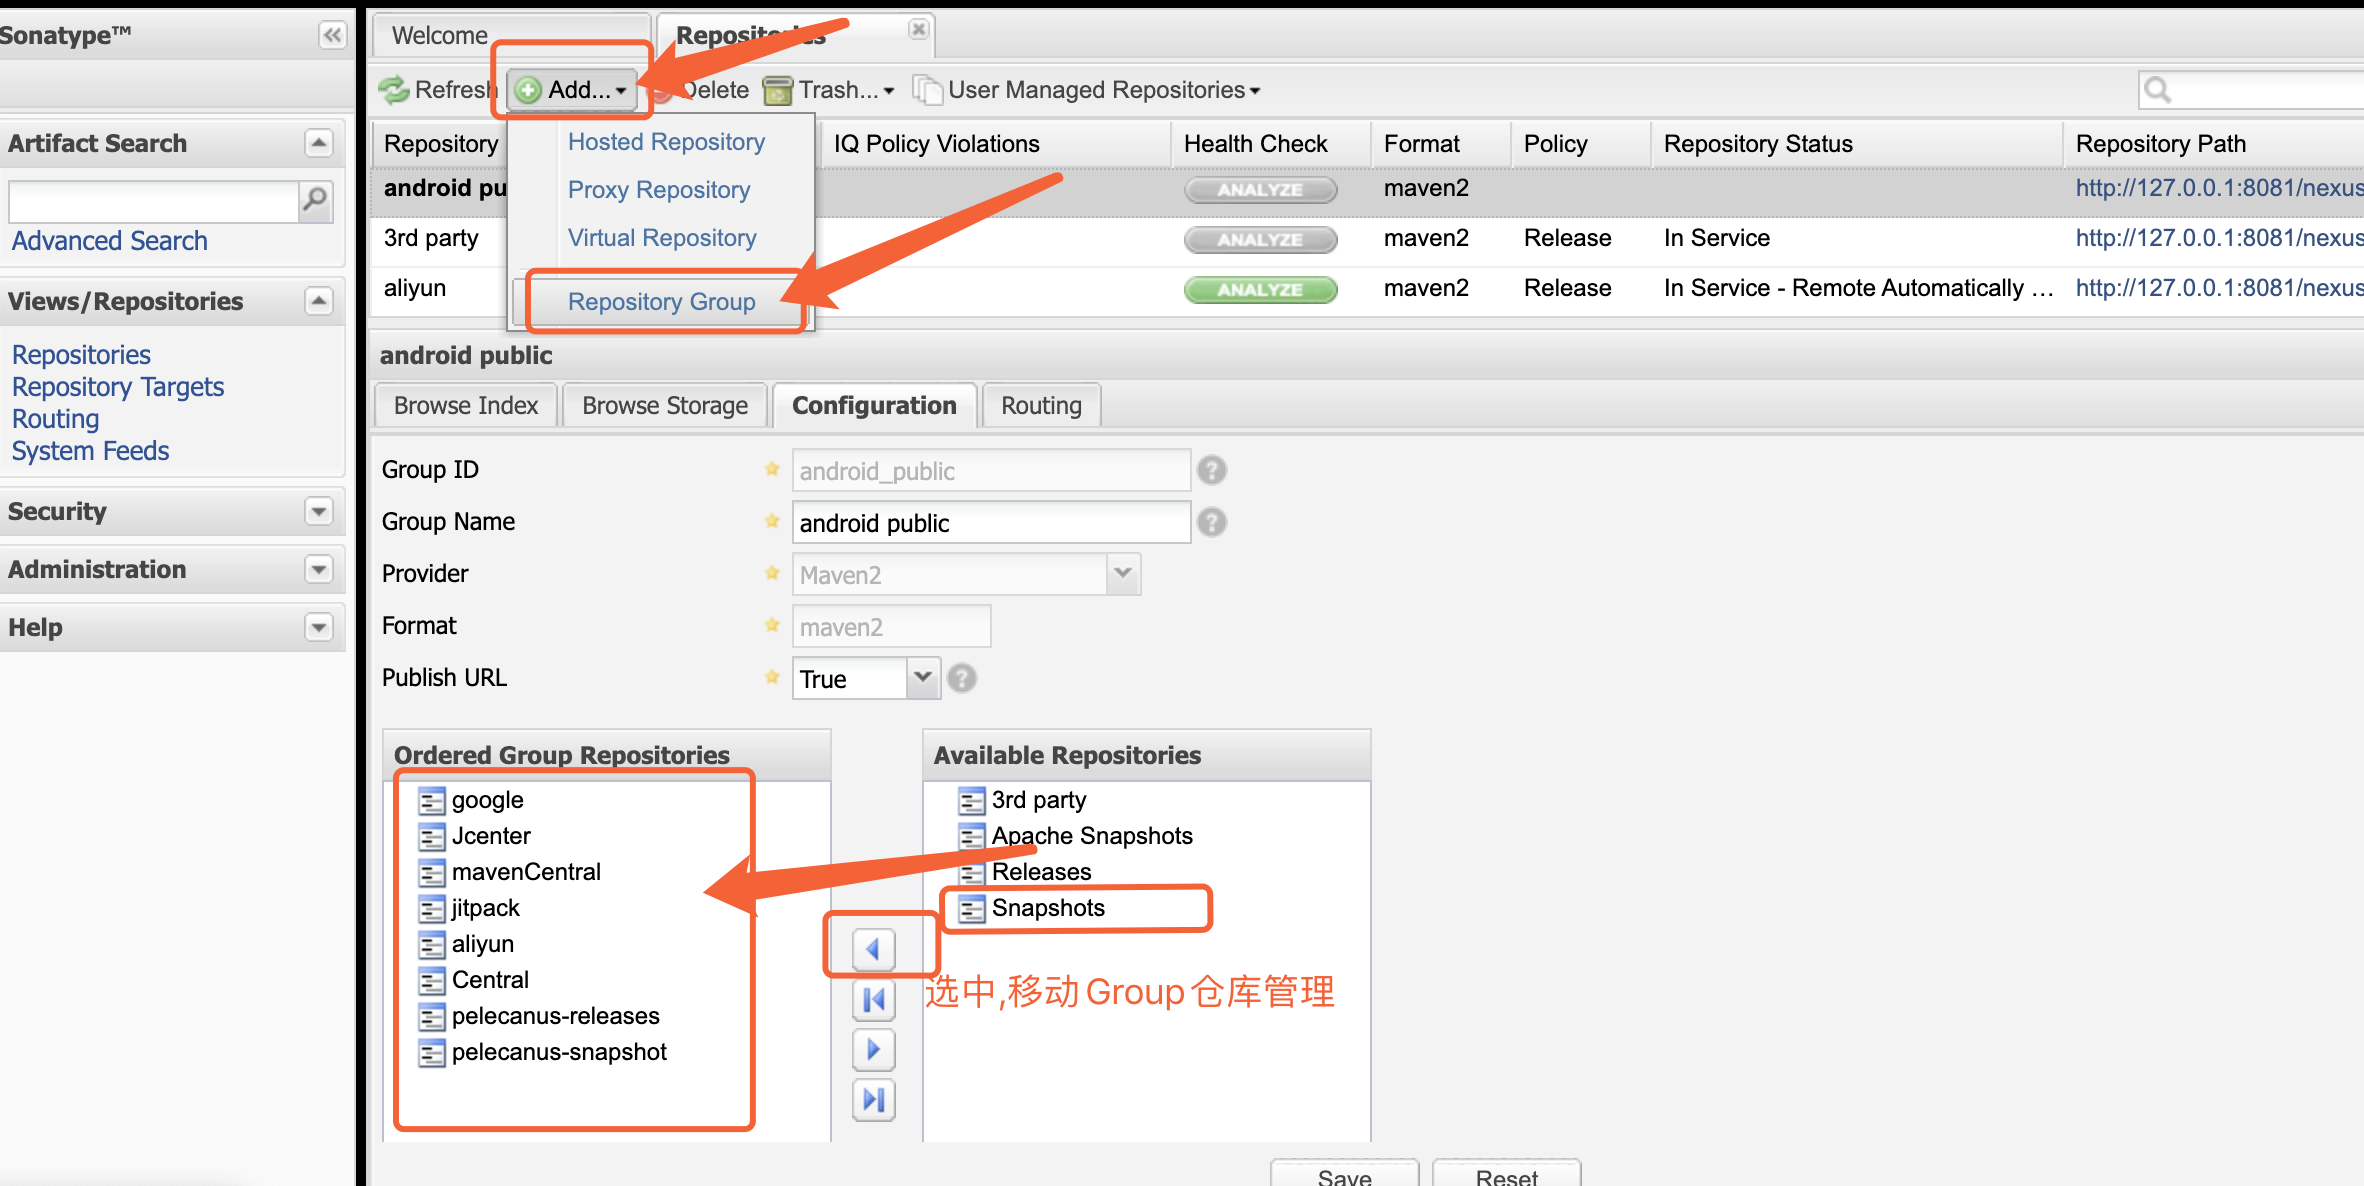 Sonatype™
Welcome
Repositories
Refresh
Add...
Delete
Trash...
User Managed Repositories
Artifact Search
Advanced Search
Views/Repositories
Repositories
Repository Targets
Routing
System Feeds
Security
Administration
Help
Hosted Repository
Proxy Repository
Virtual Repository
Repository Group
Repository IQ Policy Violations Health Check Format Policy Repository Status Repository Path
android pu ANALYZE maven2 http://127.0.0.1:8081/nexus
3rd party ANALYZE maven2 Release In Service http://127.0.0.1:8081/nexus
aliyun ANALYZE maven2 Release In Service - Remote Automatically ... http://127.0.0.1:8081/nexus
android public
Browse Index Browse Storage Configuration Routing
Group ID android_public
Group Name android public
Provider Maven2
Format maven2
Publish URL True
Ordered Group Repositories
google
Jcenter
mavenCentral
jitpack
aliyun
Central
pelecanus-releases
pelecanus-snapshot
Available Repositories
3rd party
Apache Snapshots
Releases
Snapshots
选中,移动Group仓库管理
Save Reset